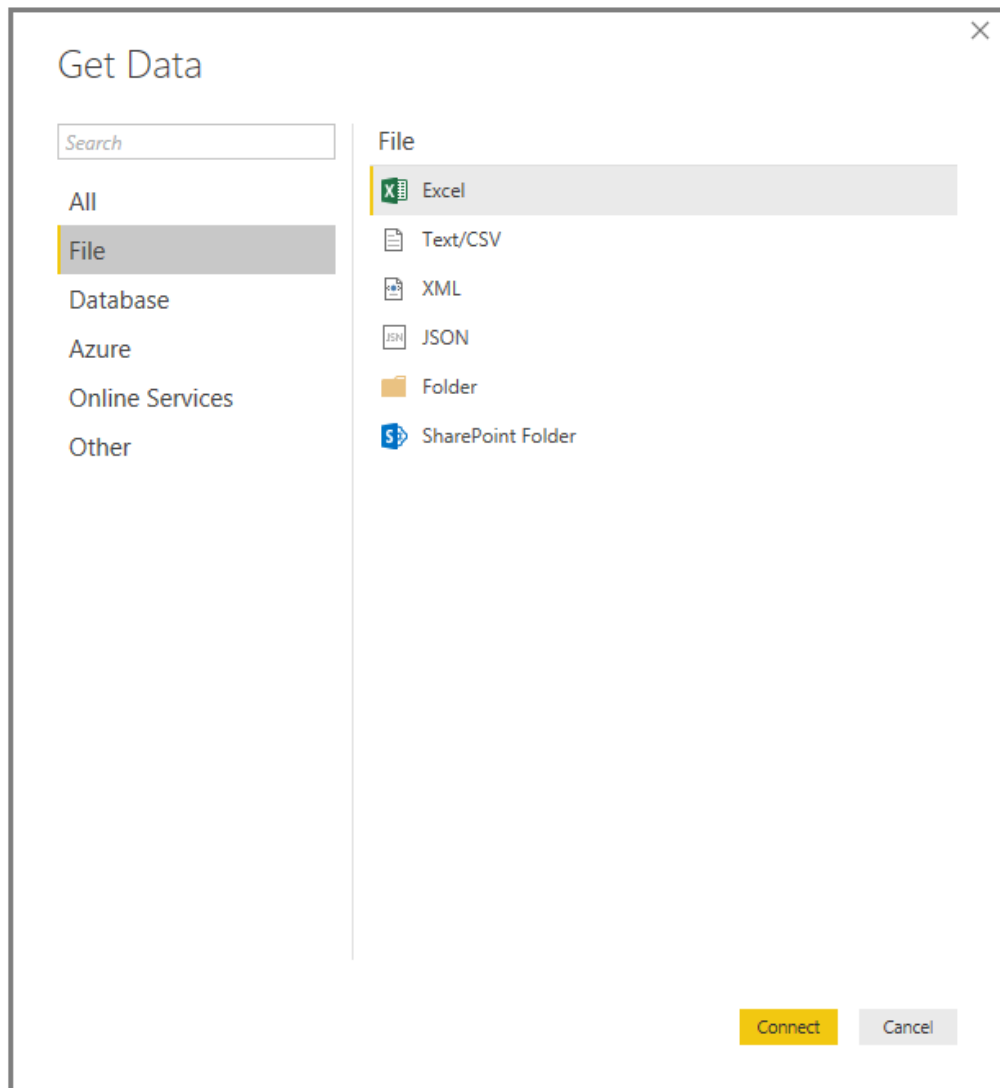 Get Data
Search
All
File
Database
Azure
Online Services
Other
File
Excel
Text/CSV
XML
JSN
JSON
Folder
SharePoint Folder
Connect
Cancel